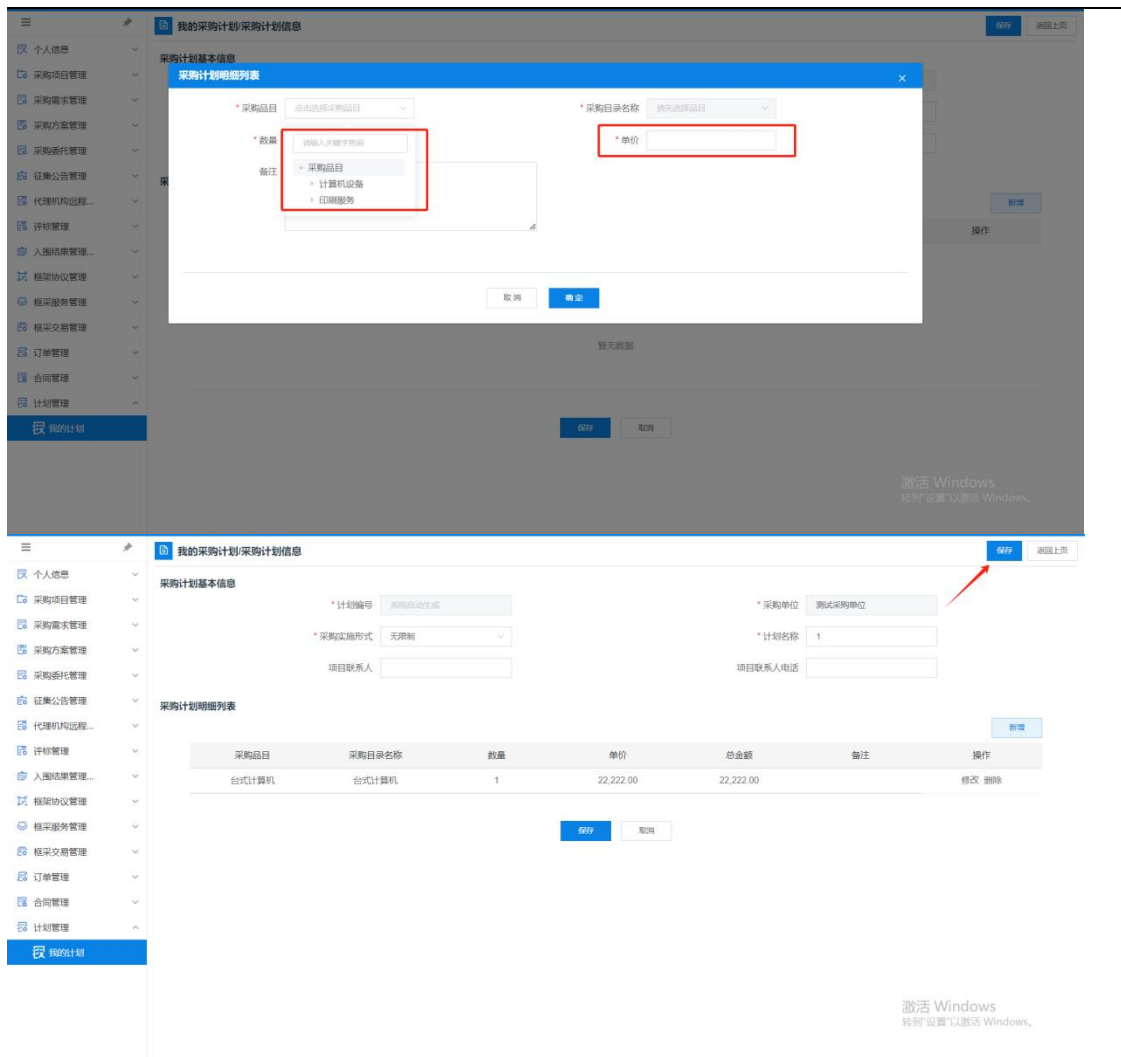 我的采购计划/采购计划信息
保存 返回上页
个人信息
采购计划基本信息
采购计划明细列表
采购项目管理
采购需求管理
采购方案管理
采购委托管理
征集公告管理
代理机构远程...
评标管理
入围结果管理...
框架协议管理
框采服务管理
框采交易管理
订单管理
合同管理
计划管理
我的计划
* 采购品目 点击选择采购品目
* 采购目录名称 请先选择品目
* 数量 请输入关键字查询
* 单价
备注 采购品目
计算机设备
印刷服务
采
新增
操作
取消 确定
暂无数据
保存 取消
激活 Windows
转到"设置"以激活 Windows。
我的采购计划/采购计划信息
保存 返回上页
个人信息
采购项目管理
采购需求管理
采购方案管理
采购委托管理
征集公告管理
代理机构远程...
评标管理
入围结果管理...
框架协议管理
框采服务管理
框采交易管理
订单管理
合同管理
计划管理
我的计划
采购计划基本信息
* 计划编号 系统自动生成
* 采购单位 测试采购单位
* 采购实施形式 无限制
* 计划名称 1
项目联系人
项目联系人电话
采购计划明细列表
新增
采购品目 采购目录名称 数量 单价 总金额 备注 操作
台式计算机 台式计算机 1 22,222.00 22,222.00 修改 删除
保存 取消
激活 Windows
转到"设置"以激活 Windows。